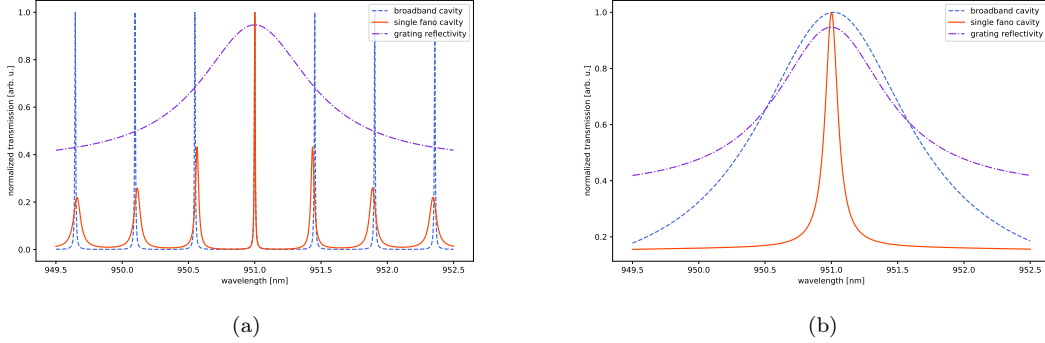 1.0
0.8
0.6
0.4
0.2
0.0
normalized transmission [arb. u.]
949.5 950.0 950.5 951.0 951.5 952.0 952.5
wavelength [nm]
broadband cavity
single fano cavity
grating reflectivity
(a)
1.0
0.8
0.6
0.4
0.2
normalized transmission [arb. u.]
949.5 950.0 950.5 951.0 951.5 952.0 952.5
wavelength [nm]
broadband cavity
single fano cavity
grating reflectivity
(b)